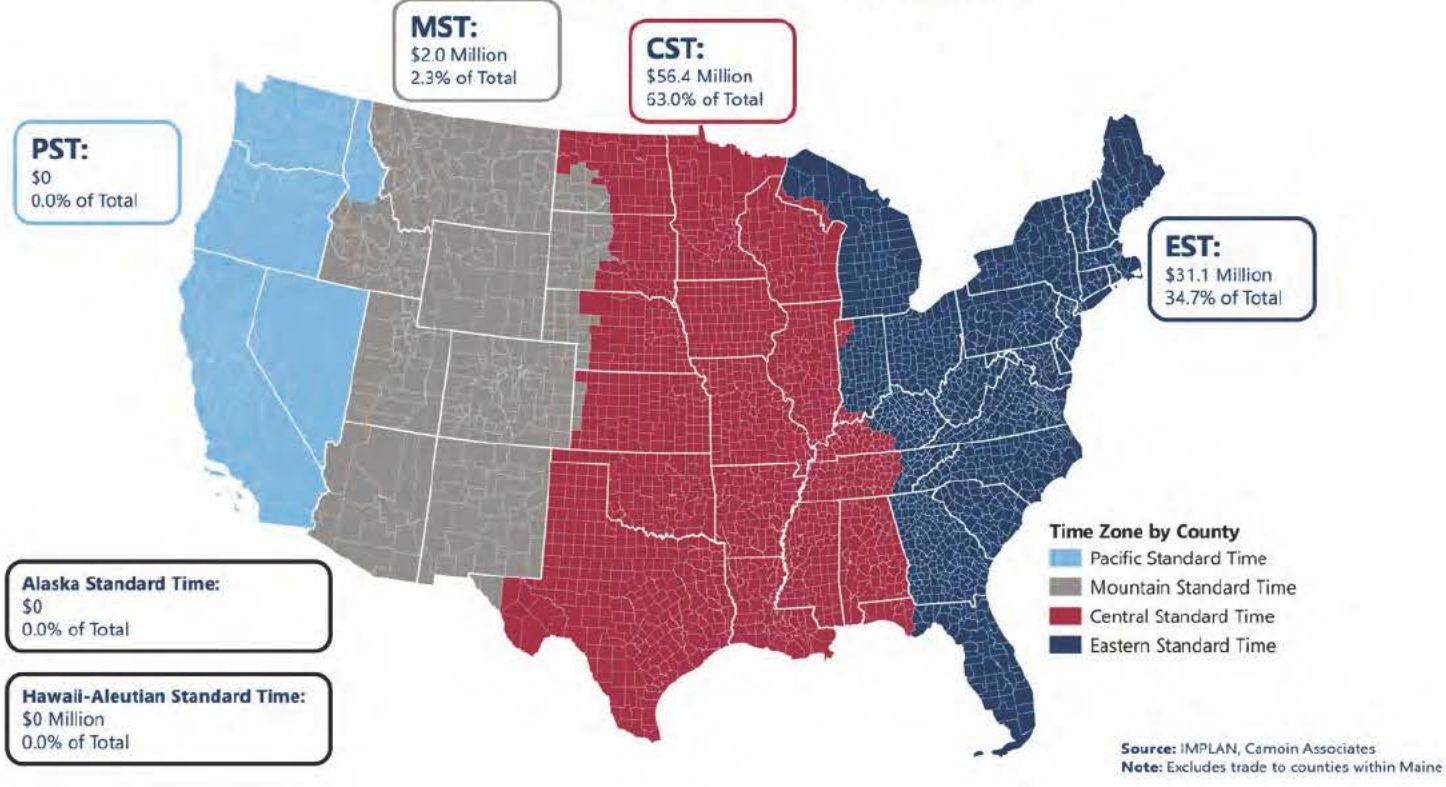 MST:
$2.0 Million
2.3% of Total
CST:
$56.4 Million
63.0% of Total
PST:
$0
0.0% of Total
EST:
$31.1 Million
34.7% of Total
Time Zone by County
Pacific Standard Time
Mountain Standard Time
Central Standard Time
Eastern Standard Time
Alaska Standard Time:
$0
0.0% of Total
Hawaii-Aleutian Standard Time:
$0 Million
0.0% of Total
Source: IMPLAN, Camoin Associates
Note: Excludes trade to counties within Maine